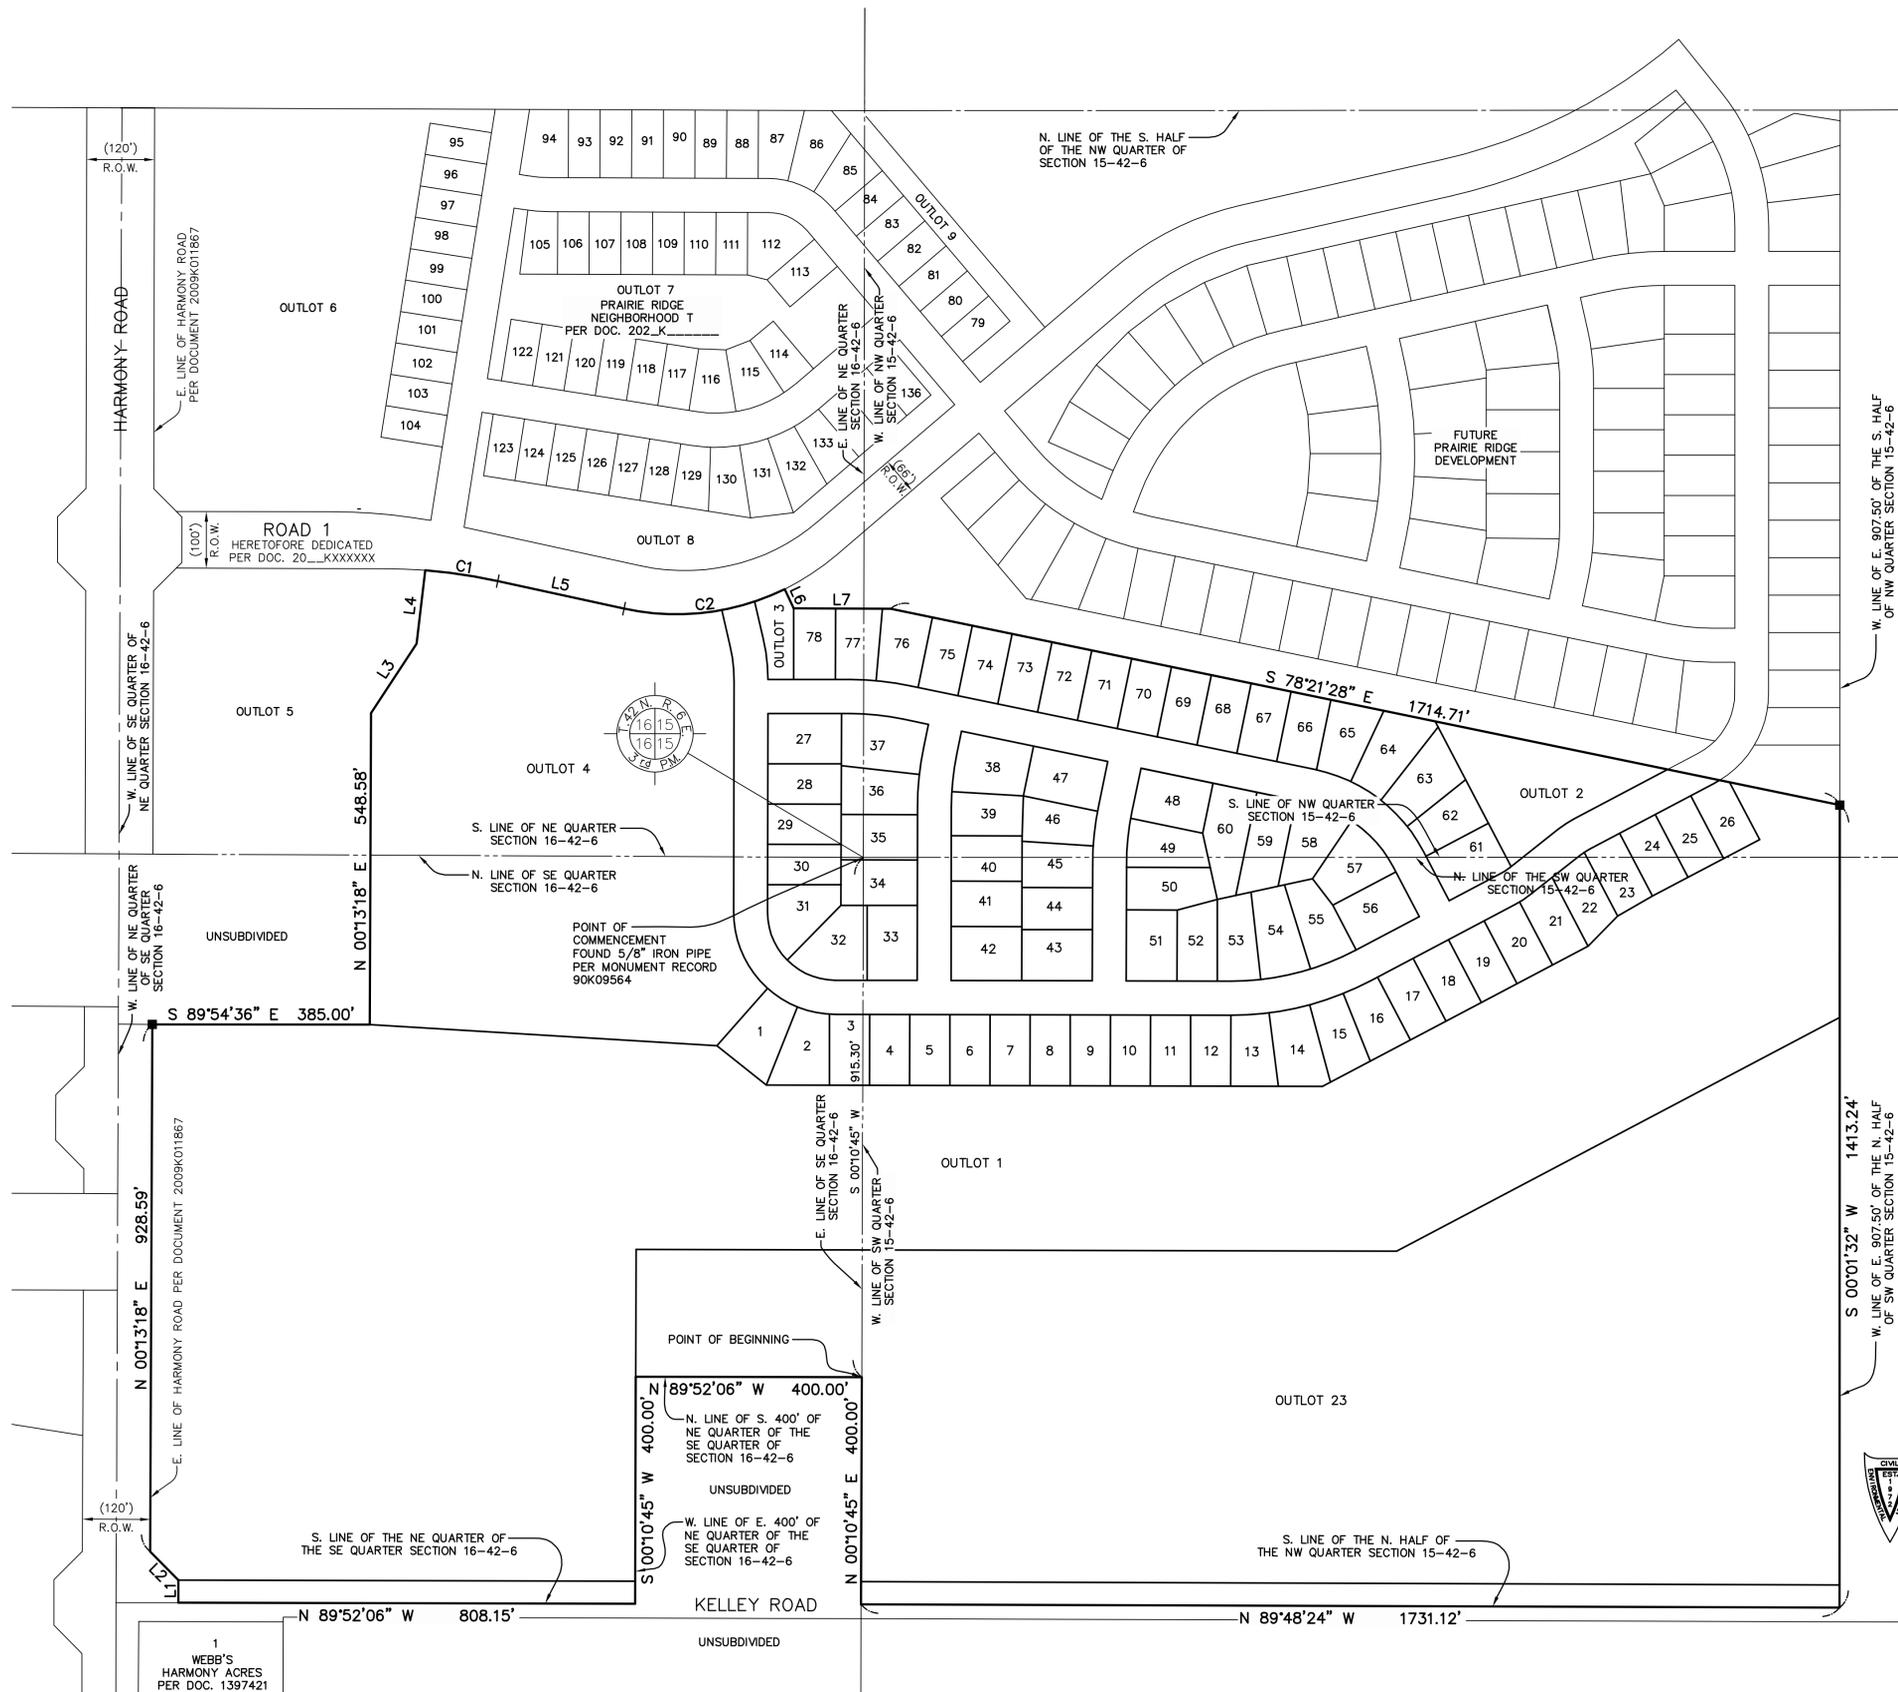 N. LINE OF THE S. HALF
OF THE NW QUARTER OF
SECTION 15-42-6
(120')
R.O.W.
HARMONY ROAD
E. LINE OF HARMONY ROAD
PER DOCUMENT 2009K011867
OUTLOT 6
95
96
97
98
99
100
101
102
103
104
94
93
92
91
90
89
88
87
86
85
84
83
82
81
80
79
OUTLOT 9
105
106
107
108
109
110
111
112
113
OUTLOT 7
PRAIRIE RIDGE
NEIGHBORHOOD T
PER DOC. 202_K______
122
121
120
119
118
117
116
115
114
E. LINE OF NE QUARTER
SECTION 16-42-6
W. LINE OF NW QUARTER
SECTION 15-42-6
136
123
124
125
126
127
128
129
130
131
132
133
(66')
R.O.W.
FUTURE
PRAIRIE RIDGE
DEVELOPMENT
W. LINE OF E. 907.50' OF THE S. HALF
OF NW QUARTER SECTION 15-42-6
(100')
R.O.W.
ROAD 1
HERETOFORE DEDICATED
PER DOC. 20__KXXXXXX
OUTLOT 8
C1
L5
C2
L6
L7
L4
L3
OUTLOT 3
78
77
76
75
74
73
72
71
70
69
68
67
66
65
64
63
62
61
S 78°21'28" E 1714.71'
W. LINE OF SE QUARTER OF
NE QUARTER SECTION 16-42-6
OUTLOT 5
T.42 N. R. 6 E.
16 15
16 15
3 rd P.M.
OUTLOT 4
N 00°13'18" E 548.58'
S. LINE OF NE QUARTER
SECTION 16-42-6
N. LINE OF SE QUARTER
SECTION 16-42-6
27
28
29
30
31
32
33
34
35
36
37
38
39
40
41
42
43
44
45
46
47
48
49
50
51
52
53
54
55
56
57
58
59
60
S. LINE OF NW QUARTER
SECTION 15-42-6
N. LINE OF THE SW QUARTER
SECTION 15-42-6
OUTLOT 2
26
25
24
23
22
21
20
19
18
17
16
15
14
13
12
11
10
9
8
7
6
5
4
3
2
1
W. LINE OF NE QUARTER
OF SE QUARTER
SECTION 16-42-6
UNSUBDIVIDED
POINT OF
COMMENCEMENT
FOUND 5/8" IRON PIPE
PER MONUMENT RECORD
90K09564
S 89°54'36" E 385.00'
S 00°10'45" W 915.30'
E. LINE OF SE QUARTER
SECTION 16-42-6
W. LINE OF SW QUARTER
SECTION 15-42-6
OUTLOT 1
S 00°01'32" W 1413.24'
W. LINE OF E. 907.50' OF THE N. HALF
OF SW QUARTER SECTION 15-42-6
N 00°13'18" E 928.59'
E. LINE OF HARMONY ROAD PER DOCUMENT 2009K011867
POINT OF BEGINNING
N 89°52'06" W 400.00'
OUTLOT 23
S 00°10'45" W 400.00'
N. LINE OF S. 400' OF
NE QUARTER OF THE
SE QUARTER OF
SECTION 16-42-6
UNSUBDIVIDED
W. LINE OF E. 400' OF
NE QUARTER OF THE
SE QUARTER OF
SECTION 16-42-6
N 00°10'45" E 400.00'
CIVIL
EST.
1972
ENVIRONMENTAL
(120')
R.O.W.
S. LINE OF THE NE QUARTER OF
THE SE QUARTER SECTION 16-42-6
S. LINE OF THE N. HALF OF
THE NW QUARTER SECTION 15-42-6
L2
L1
KELLEY ROAD
N 89°52'06" W 808.15'
N 89°48'24" W 1731.12'
UNSUBDIVIDED
1
WEBB'S
HARMONY ACRES
PER DOC. 1397421